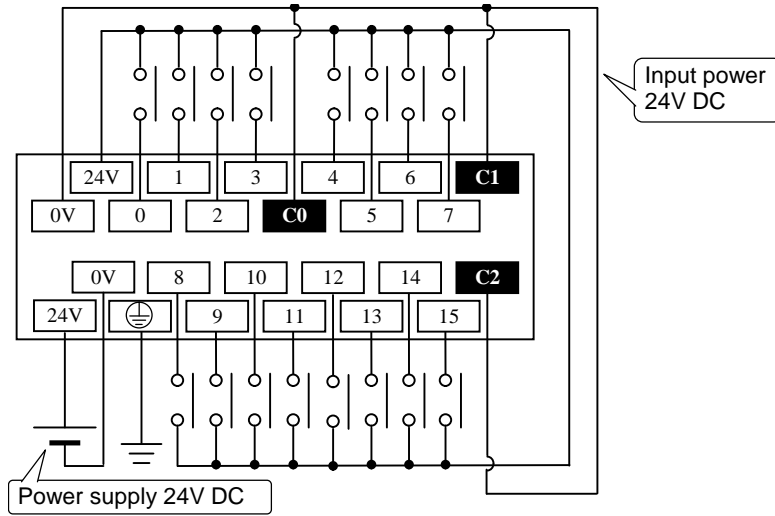 Input power
24V DC
24V 1 3 4 6 C1
0V 0 2 C0 5 7
0V 8 10 12 14 C2
24V 9 11 13 15
Power supply 24V DC